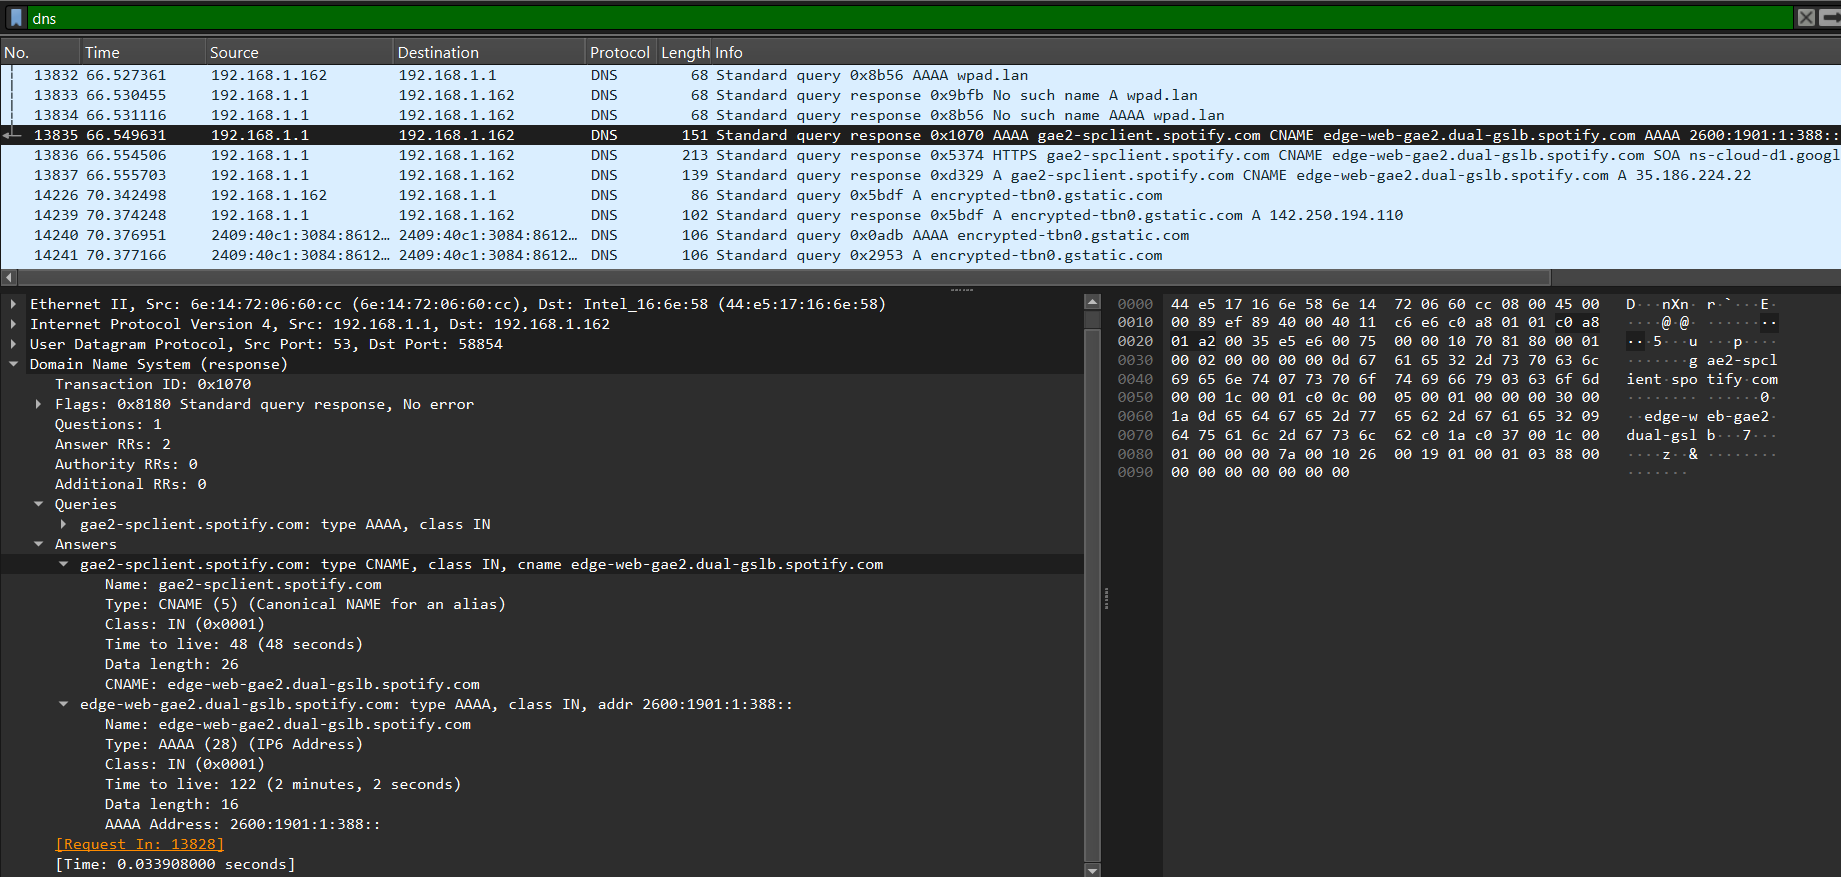 dns
No. Time Source Destination Protocol Length Info
13832 66.527361 192.168.1.162 192.168.1.1 DNS 68 Standard query 0x8b56 AAAA wpad.lan
13833 66.530455 192.168.1.1 192.168.1.162 DNS 68 Standard query response 0x9bfb No such name A wpad.lan
13834 66.531116 192.168.1.1 192.168.1.162 DNS 68 Standard query response 0x8b56 No such name AAAA wpad.lan
13835 66.549631 192.168.1.1 192.168.1.162 DNS 151 Standard query response 0x1070 AAAA gae2-spclient.spotify.com CNAME edge-web-gae2.dual-gslb.spotify.com AAAA 2600:1901:1:388::
13836 66.554506 192.168.1.1 192.168.1.162 DNS 213 Standard query response 0x5374 HTTPS gae2-spclient.spotify.com CNAME edge-web-gae2.dual-gslb.spotify.com SOA ns-cloud-d1.googl
13837 66.555703 192.168.1.1 192.168.1.162 DNS 139 Standard query response 0xd329 A gae2-spclient.spotify.com CNAME edge-web-gae2.dual-gslb.spotify.com A 35.186.224.22
14226 70.342498 192.168.1.162 192.168.1.1 DNS 86 Standard query 0x5bdf A encrypted-tbn0.gstatic.com
14239 70.374248 192.168.1.1 192.168.1.162 DNS 102 Standard query response 0x5bdf A encrypted-tbn0.gstatic.com A 142.250.194.110
14240 70.376951 2409:40c1:3084:8612… 2409:40c1:3084:8612… DNS 106 Standard query 0x0adb AAAA encrypted-tbn0.gstatic.com
14241 70.377166 2409:40c1:3084:8612… 2409:40c1:3084:8612… DNS 106 Standard query 0x2953 A encrypted-tbn0.gstatic.com
Ethernet II, Src: 6e:14:72:06:60:cc (6e:14:72:06:60:cc), Dst: Intel_16:6e:58 (44:e5:17:16:6e:58)
Internet Protocol Version 4, Src: 192.168.1.1, Dst: 192.168.1.162
User Datagram Protocol, Src Port: 53, Dst Port: 58854
Domain Name System (response)
Transaction ID: 0x1070
Flags: 0x8180 Standard query response, No error
Questions: 1
Answer RRs: 2
Authority RRs: 0
Additional RRs: 0
Queries
gae2-spclient.spotify.com: type AAAA, class IN
Answers
gae2-spclient.spotify.com: type CNAME, class IN, cname edge-web-gae2.dual-gslb.spotify.com
Name: gae2-spclient.spotify.com
Type: CNAME (5) (Canonical NAME for an alias)
Class: IN (0x0001)
Time to live: 48 (48 seconds)
Data length: 26
CNAME: edge-web-gae2.dual-gslb.spotify.com
edge-web-gae2.dual-gslb.spotify.com: type AAAA, class IN, addr 2600:1901:1:388::
Name: edge-web-gae2.dual-gslb.spotify.com
Type: AAAA (28) (IP6 Address)
Class: IN (0x0001)
Time to live: 122 (2 minutes, 2 seconds)
Data length: 16
AAAA Address: 2600:1901:1:388::
[Request In: 13828]
[Time: 0.033908000 seconds]
0000 44 e5 17 16 6e 58 6e 14 72 06 60 cc 08 00 45 00 D···nXn· r·`···E·
0010 00 89 ef 89 40 00 40 11 c6 e6 c0 a8 01 01 c0 a8 ····@·@· ········
0020 01 a2 00 35 e5 e6 00 75 00 00 10 70 81 80 00 01 ···5···u ···p····
0030 00 02 00 00 00 00 0d 67 61 65 32 2d 73 70 63 6c ·······g ae2-spcl
0040 69 65 6e 74 07 73 70 6f 74 69 66 79 03 63 6f 6d ient·spo tify·com
0050 00 00 1c 00 01 c0 0c 00 05 00 01 00 00 00 30 00 ········ ······0·
0060 1a 0d 65 64 67 65 2d 77 65 62 2d 67 61 65 32 09 ··edge-w eb-gae2·
0070 64 75 61 6c 2d 67 73 6c 62 c0 1a c0 37 00 1c 00 dual-gsl b···7···
0080 01 00 00 00 7a 00 10 26 00 19 01 00 01 03 88 00 ····z··& ········
0090 00 00 00 00 00 00 00 ·······